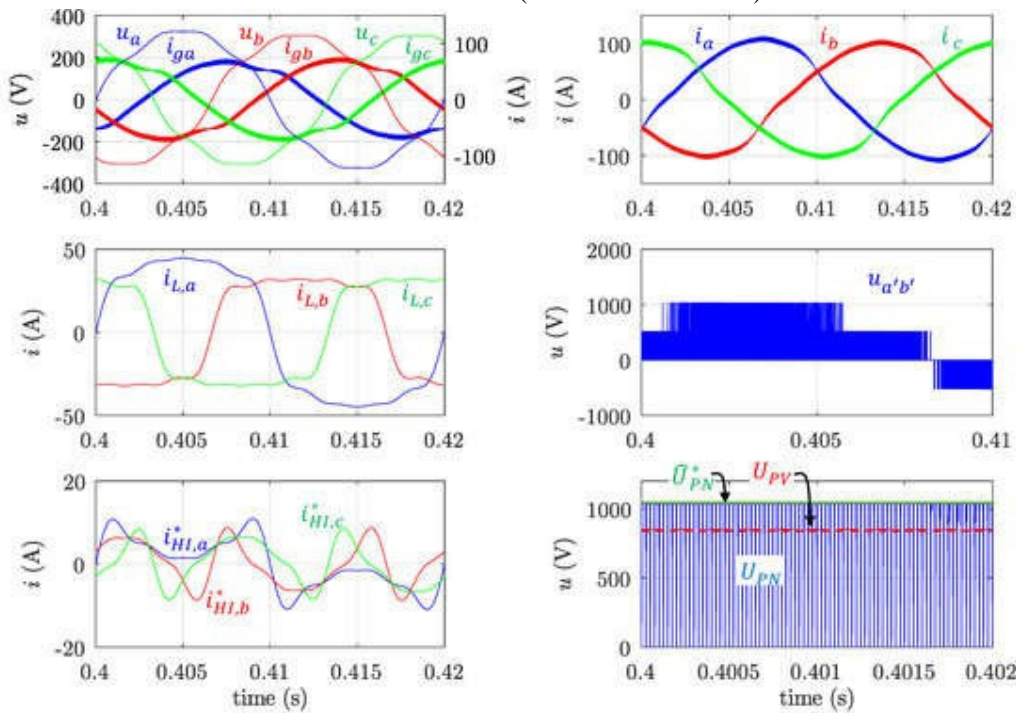 400
200
0
-200
-400
u (V)
u_a u_b u_c
i_ga i_gb i_gc
100
0
-100
i (A)
0.4 0.405 0.41 0.415 0.42
100
0
-100
i (A)
i_a i_b i_c
0.4 0.405 0.41 0.415 0.42
50
0
-50
i (A)
i_L,a i_L,b i_L,c
0.4 0.405 0.41 0.415 0.42
2000
1000
0
-1000
u (V)
u_a'b'
0.4 0.405 0.41
20
0
-20
i (A)
i*_HI,a
i*_HI,c
i*_HI,b
0.4 0.405 0.41 0.415 0.42
time (s)
Û*_PN U_PV
1000
500
0
u (V)
U_PN
0.4 0.4005 0.401 0.4015 0.402
time (s)